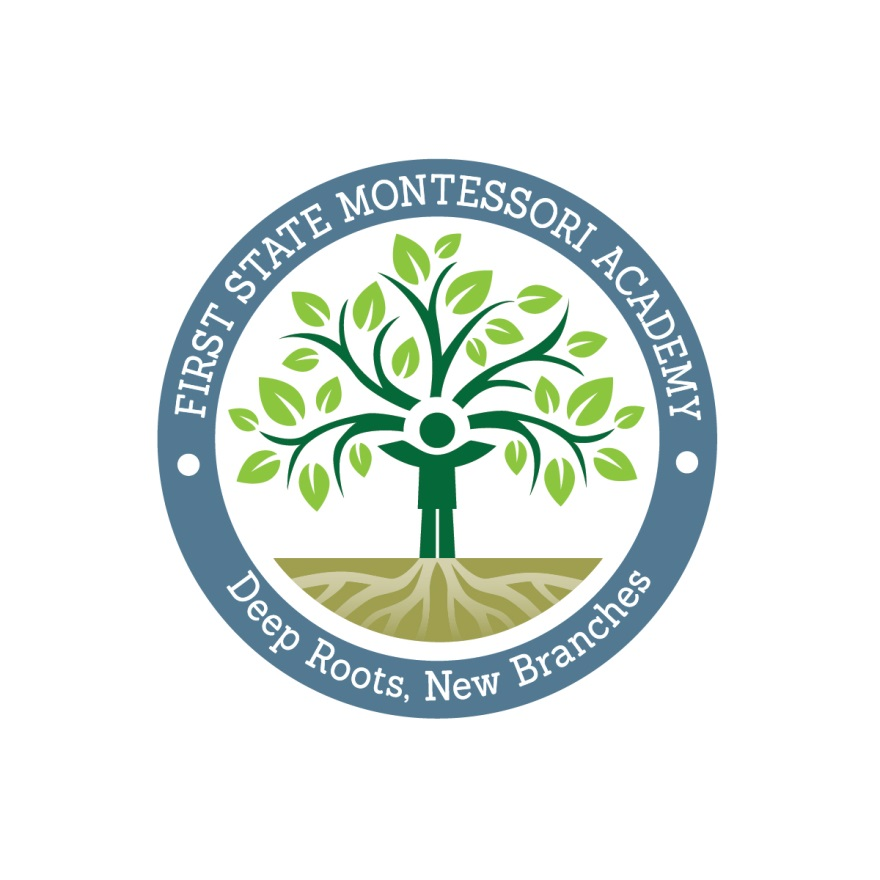 FIRST STATE MONTESSORI ACADEMY
Deep Roots, New Branches